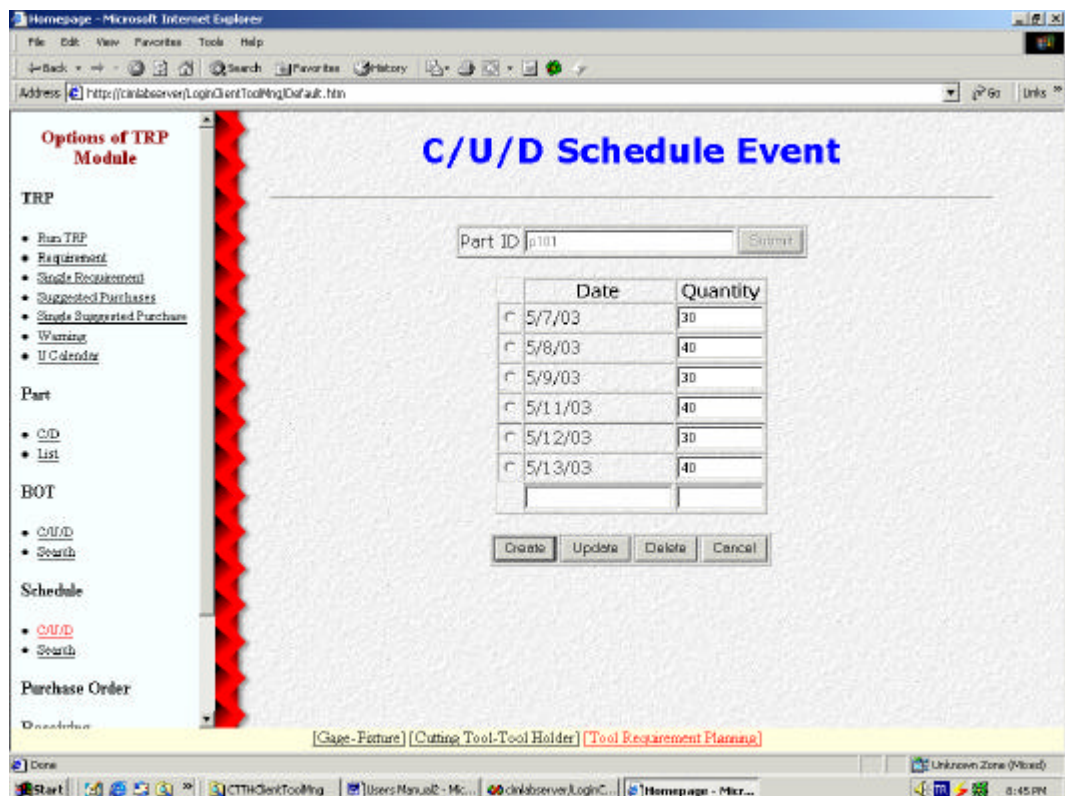 Homepage - Microsoft Internet Explorer
File Edit View Favorites Tools Help
Back Search Favorites History
Address http://cimlabserver/LoginClientToolMng/Default.htm Go Links »
Options of TRP
Module
TRP
Run TRP
Requirement
Single Requirement
Suggested Purchases
Single Suggested Purchase
Warning
U Calendar
Part
C/D
List
BOT
C/U/D
Search
Schedule
C/U/D
Search
Purchase Order
Receiving
C/U/D Schedule Event
Part ID p101 Submit
Date Quantity
5/7/03 30
5/8/03 40
5/9/03 30
5/11/03 40
5/12/03 30
5/13/03 40
Create Update Delete Cancel
[Gage-Fixture] [Cutting Tool-Tool Holder] [Tool Requirement Planning]
Done Unknown Zone (Mixed)
Start » CTTHClientToolMng Users Manual2 - Mic... cimlabserver.LoginC... Homepage - Micr... 8:45 PM